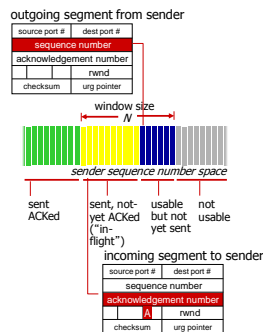 outgoing segment from sender
source port # dest port #
sequence number
acknowledgement number
rwnd
checksum urg pointer
window size
N
sender sequence number space
sent
ACKed
sent, not-
yet ACKed
("in-
flight")
usable
but not
yet sent
not
usable
incoming segment to sender
source port # dest port #
sequence number
acknowledgement number
A rwnd
checksum urg pointer